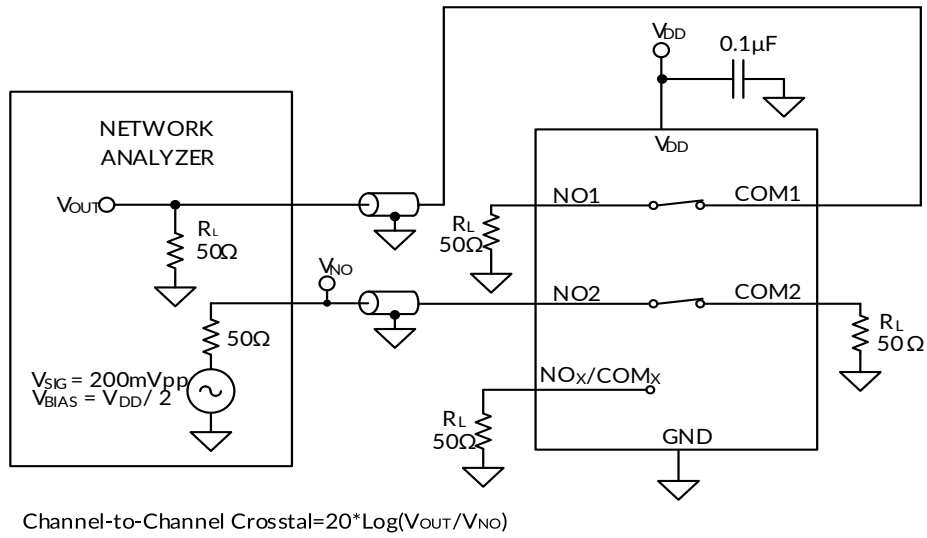 VDD
0.1μF
NETWORK
ANALYZER
VDD
VOUT
NO1
COM1
RL
50Ω
RL
50Ω
VNO
NO2
COM2
50Ω
RL
50Ω
VSIG = 200mVpp
VBIAS = VDD/ 2
NOX/COMX
RL
50Ω
GND
Channel-to-Channel Crosstal=20*Log(VOUT/VNO)